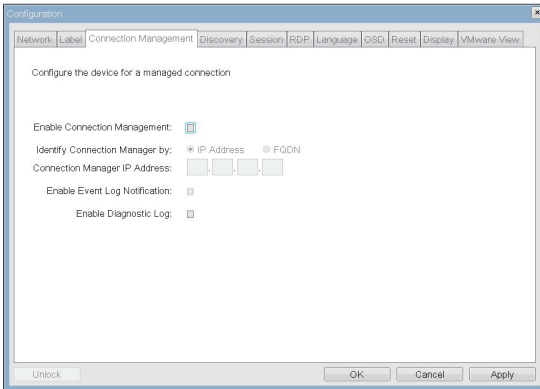 Configuration
Network Label Connection Management Discovery Session RDP Language OSD Reset Display VMware View
Configure the device for a managed connection
Enable Connection Management:
Identify Connection Manager by: IP Address FQDN
Connection Manager IP Address: . . .
Enable Event Log Notification:
Enable Diagnostic Log:
Unlock OK Cancel Apply